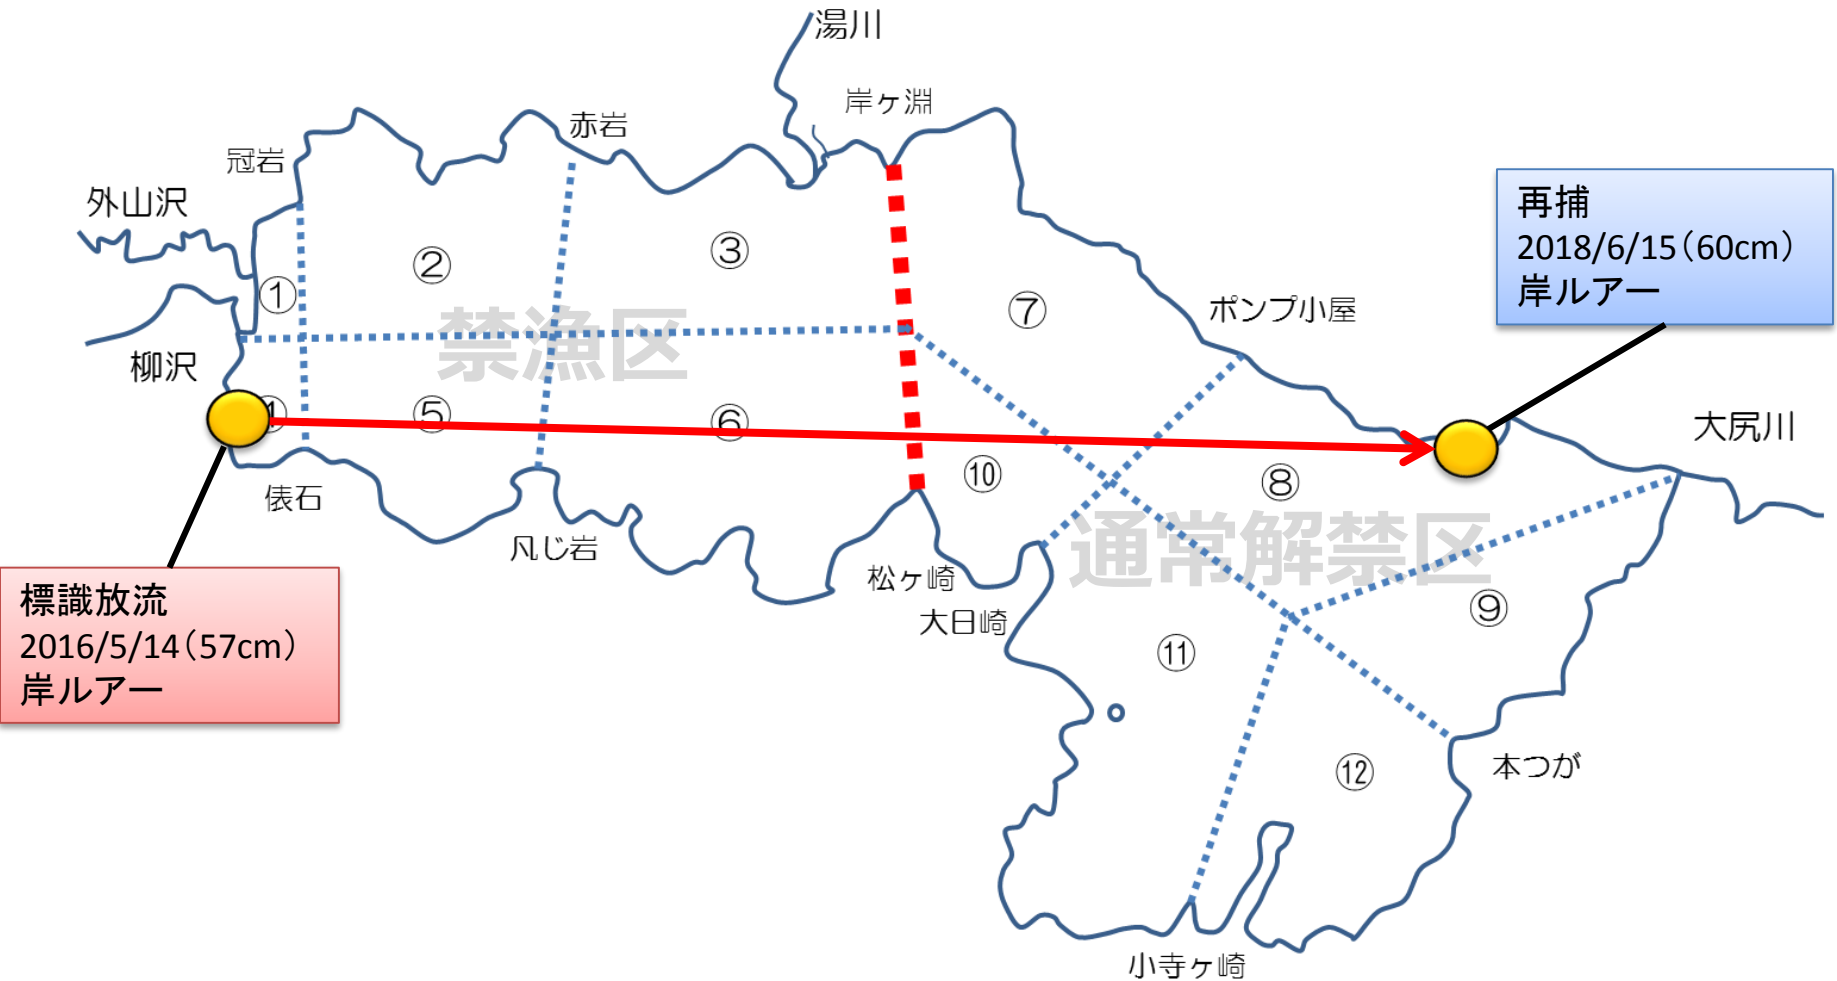 湯川
岸ヶ淵
赤岩
冠岩
外山沢
再捕
2018/6/15（60cm）
岸ルアー
③
②
①
⑦
ポンプ小屋
禁漁区
柳沢
④
⑤
⑥
大尻川
⑩
⑧
俵石
凡じ岩
通常解禁区
松ヶ崎
大日崎
⑨
標識放流
2016/5/14（57cm）
岸ルアー
⑪
⑫
本つが
小寺ヶ崎